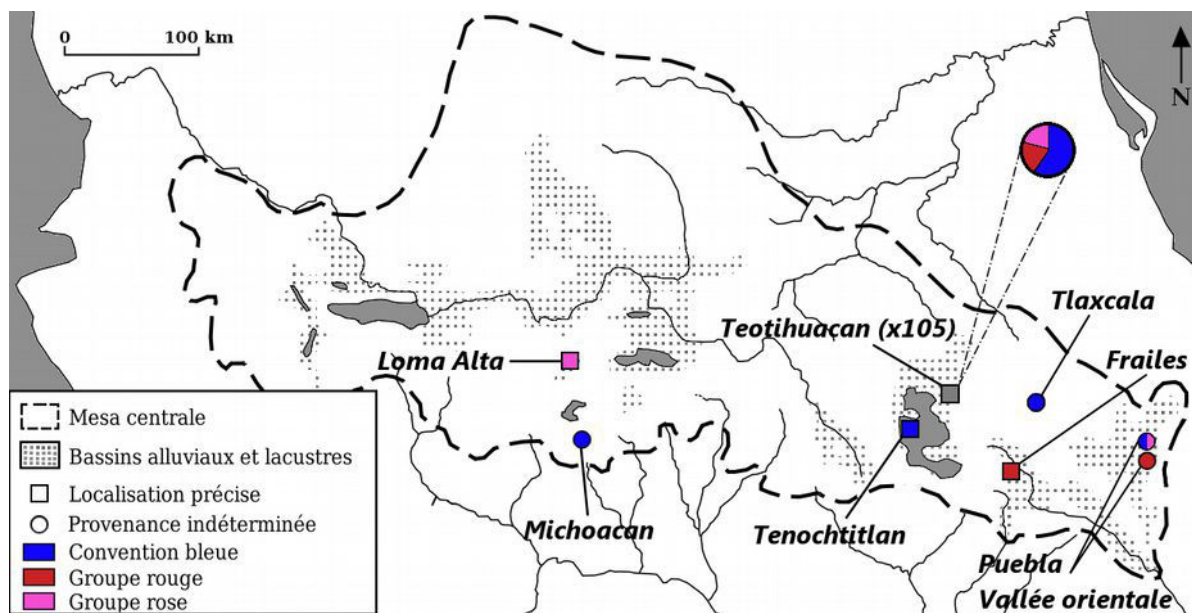 0 100 km
N
Tlaxcala
Teotihuacan (x105)
Frailes
Loma Alta
Michoacan
Tenochtitlan
Puebla
Vallée orientale
Mesa centrale
Bassins alluviaux et lacustres
Localisation précise
Provenance indéterminée
Convention bleue
Groupe rouge
Groupe rose